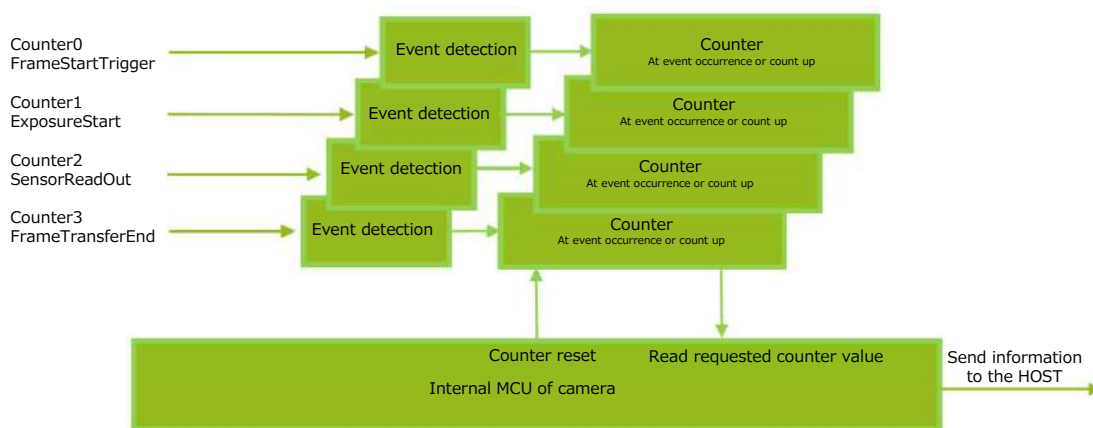 Counter0
FrameStartTrigger
Event detection
Counter
At event occurrence or count up
Counter1
ExposureStart
Event detection
Counter
At event occurrence or count up
Counter2
SensorReadOut
Event detection
Counter
At event occurrence or count up
Counter3
FrameTransferEnd
Event detection
Counter
At event occurrence or count up
Counter reset
Read requested counter value
Internal MCU of camera
Send information
to the HOST